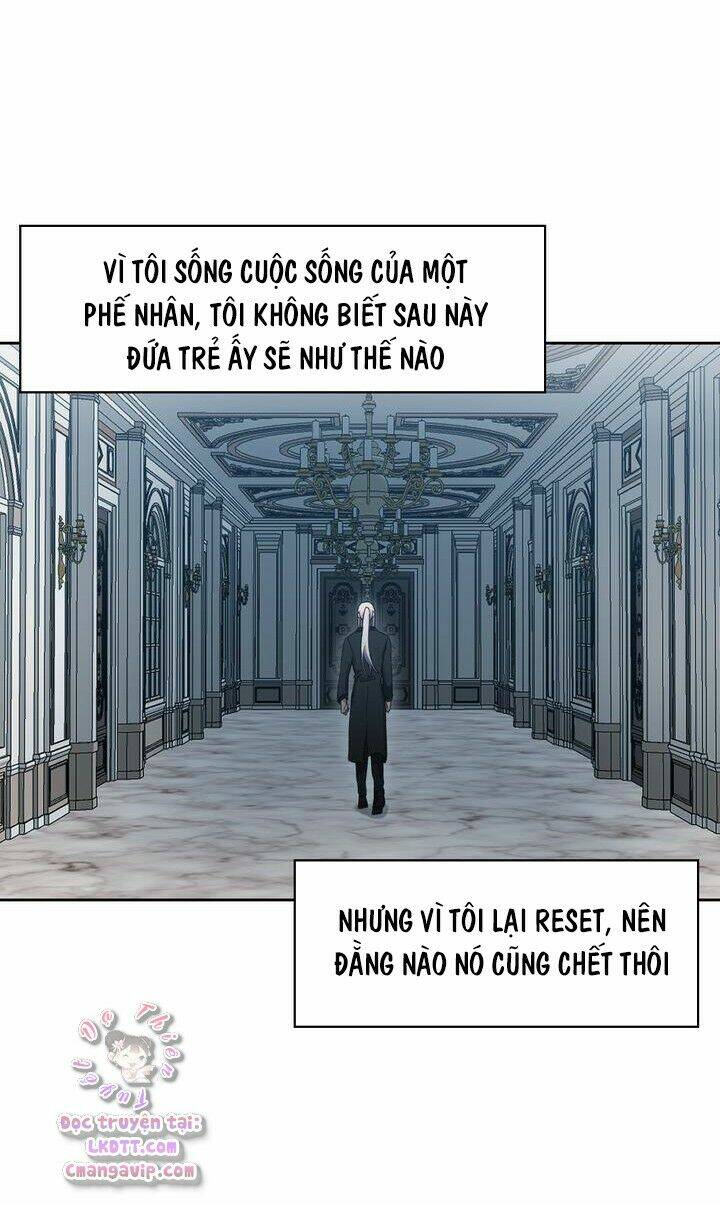 VÌ TÔI SỐNG CUỘC SỐNG CỦA MỘT
PHẾ NHÂN, TÔI KHÔNG BIẾT SAU NÀY
ĐỨA TRẺ ẤY SẼ NHƯ THẾ NÀO
NHƯNG VÌ TÔI LẠI RESET, NÊN
ĐẰNG NÀO NÓ CŨNG CHẾT THÔI
Đọc truyện tại:
LKDTT.com
Cmangavip.com